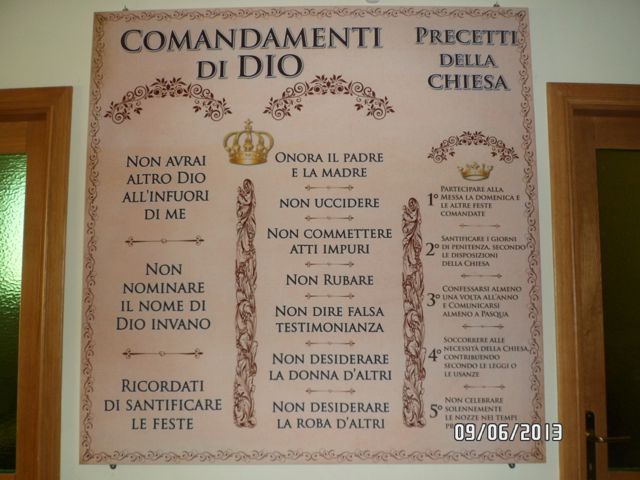 COMANDAMENTI
DI DIO
NON AVRAI
ALTRO DIO
ALL'INFUORI
DI ME
NON
NOMINARE
IL NOME DI
DIO INVANO
RICORDATI
DI SANTIFICARE
LE FESTE
ONORA IL PADRE
E LA MADRE
NON UCCIDERE
NON COMMETTERE
ATTI IMPURI
NON RUBARE
NON DIRE FALSA
TESTIMONIANZA
NON DESIDERARE
LA DONNA D'ALTRI
NON DESIDERARE
LA ROBA D'ALTRI
PRECETTI
DELLA
CHIESA
1° PARTECIPARE ALLA
MESSA LA DOMENICA E
LE ALTRE FESTE
COMANDATE
2° SANTIFICARE I GIORNI
DI PENITENZA, SECONDO
LE DISPOSIZIONI
DELLA CHIESA
3° CONFESSARSI ALMENO
UNA VOLTA ALL'ANNO
E COMUNICARSI
ALMENO A PASQUA
4° SOCCORRERE ALLE
NECESSITÀ DELLA CHIESA,
CONTRIBUENDO
SECONDO LE LEGGI O
LE USANZE
5° NON CELEBRARE
SOLENNEMENTE
LE NOZZE NEI TEMPI
09/06/2013